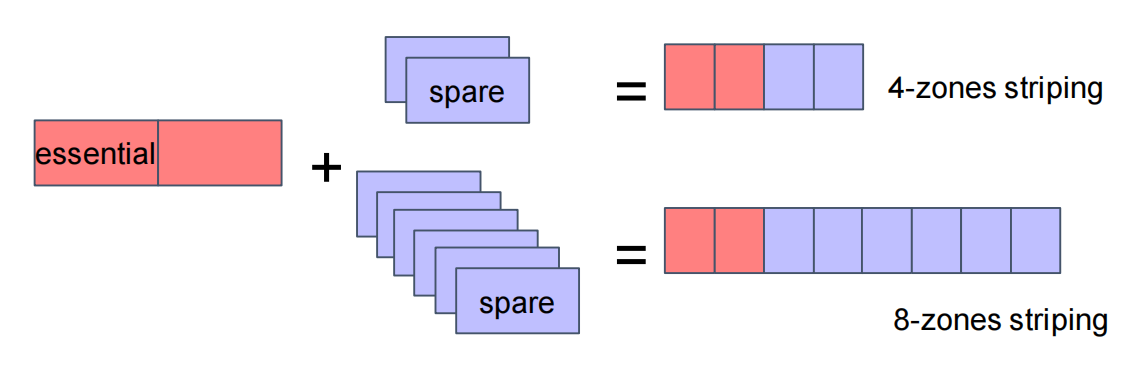 spare
=
4-zones striping
essential
+
spare
=
8-zones striping